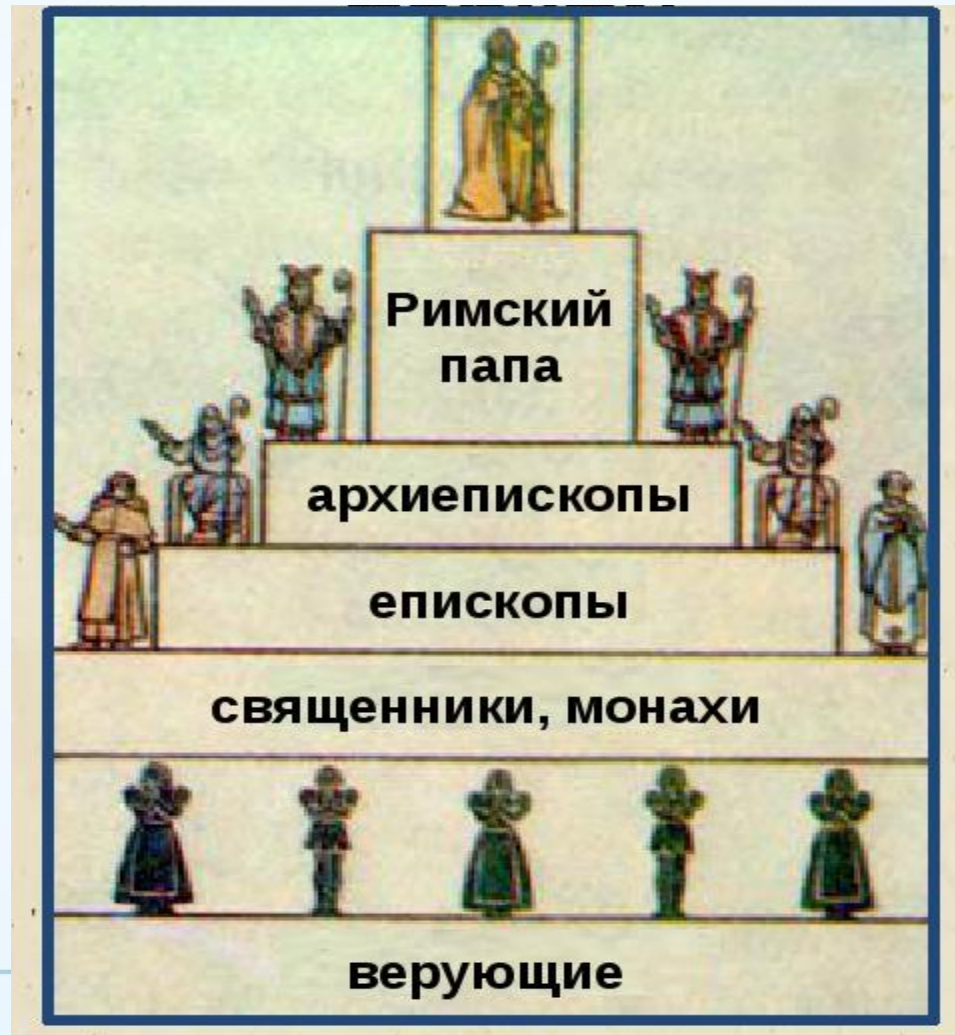 Римский
папа
архиепископы
епископы
священники, монахи
верующие